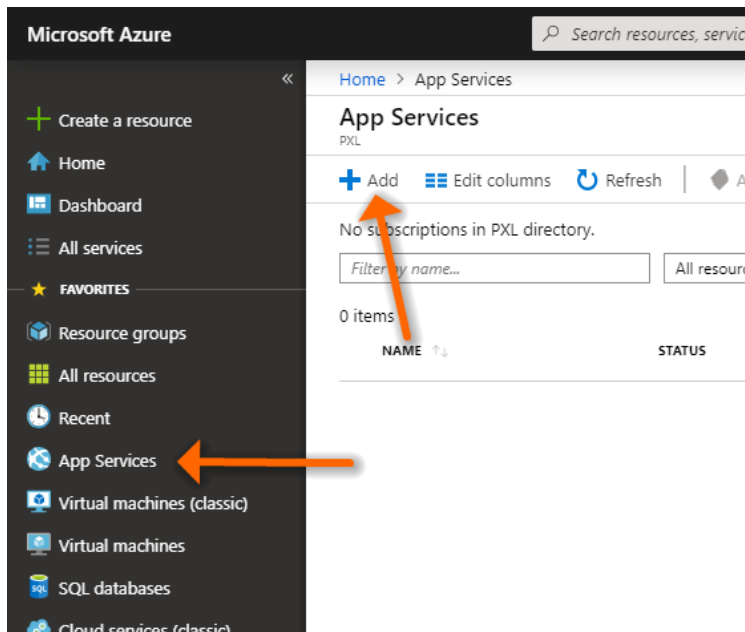 Microsoft Azure
Search resources, servic
«
Create a resource
Home
Dashboard
All services
FAVORITES
Resource groups
All resources
Recent
App Services
Virtual machines (classic)
Virtual machines
SQL databases
Cloud services (classic)
Home > App Services
App Services
PXL
Add Edit columns Refresh A
No subscriptions in PXL directory.
Filter by name... All resourc
0 items
NAME ↑↓ STATUS